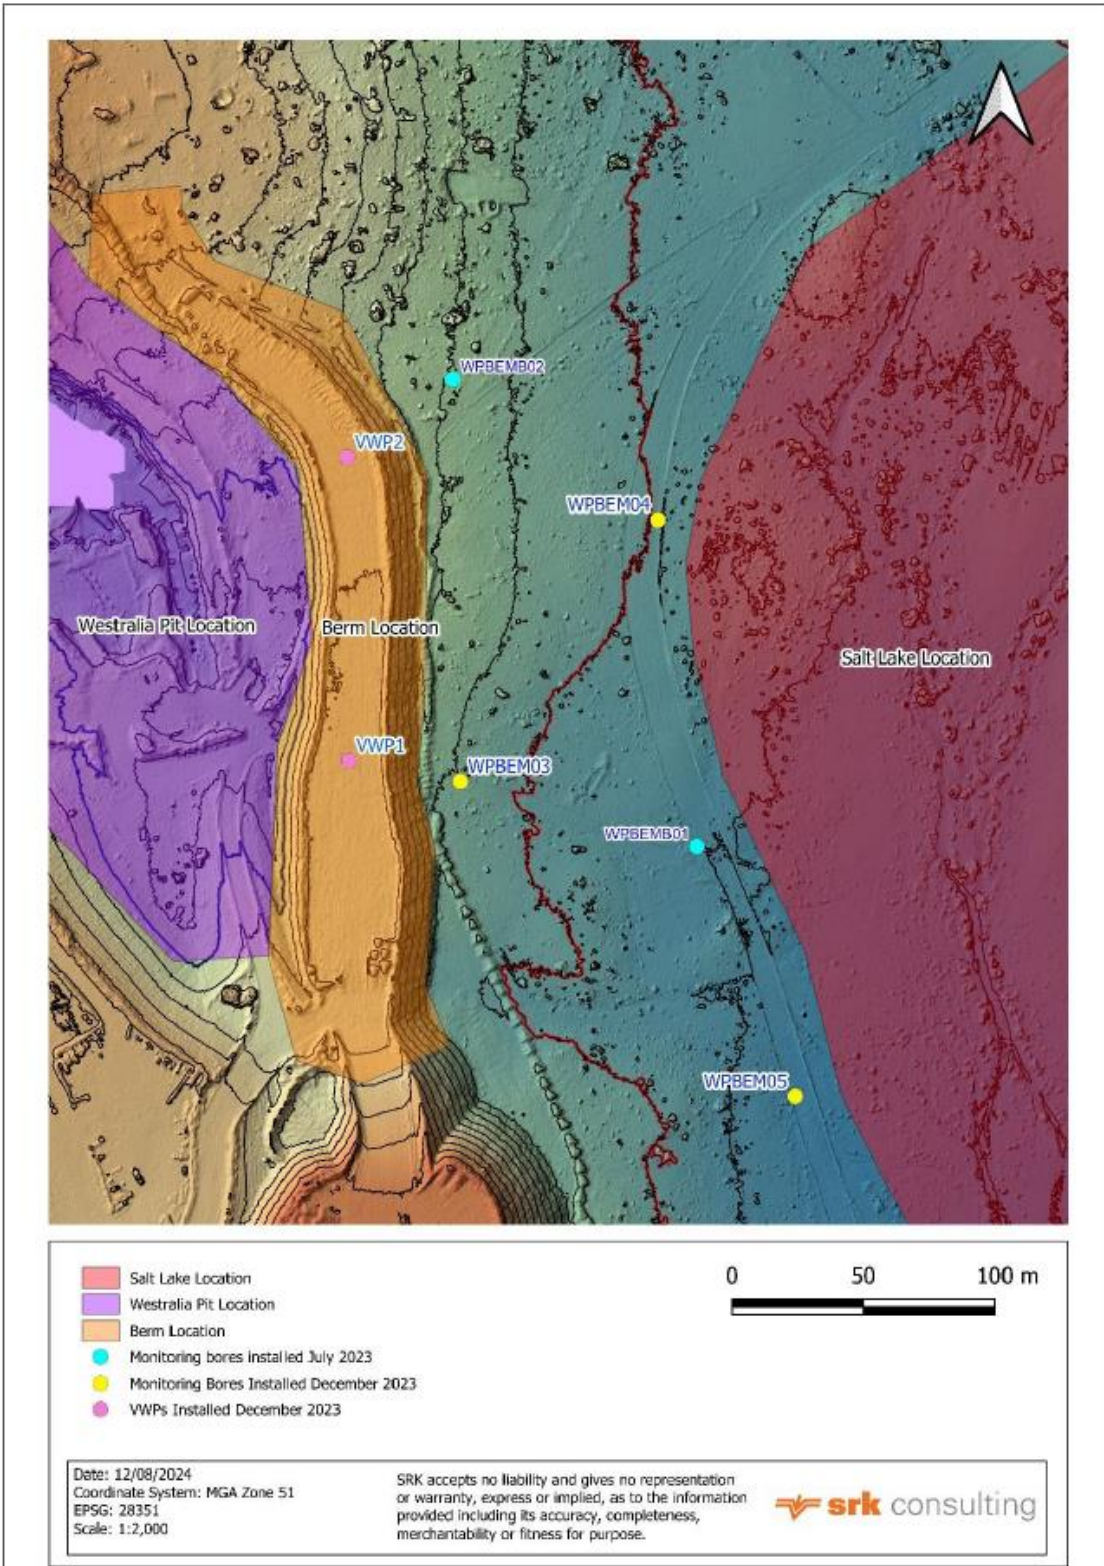 WPBEMB02
VWP2
WPBEM04
Westralia Pit Location
Berm Location
Salt Lake Location
VWP1
WPBEM03
WPBEMB01
WPBEM05
Salt Lake Location
Westralia Pit Location
Berm Location
Monitoring bores installed July 2023
Monitoring Bores Installed December 2023
VWPs Installed December 2023
0 50 100 m
Date: 12/08/2024
Coordinate System: MGA Zone 51
EPSG: 28351
Scale: 1:2,000
SRK accepts no liability and gives no representation
or warranty, express or implied, as to the information
provided including its accuracy, completeness,
merchantability or fitness for purpose.
srk consulting